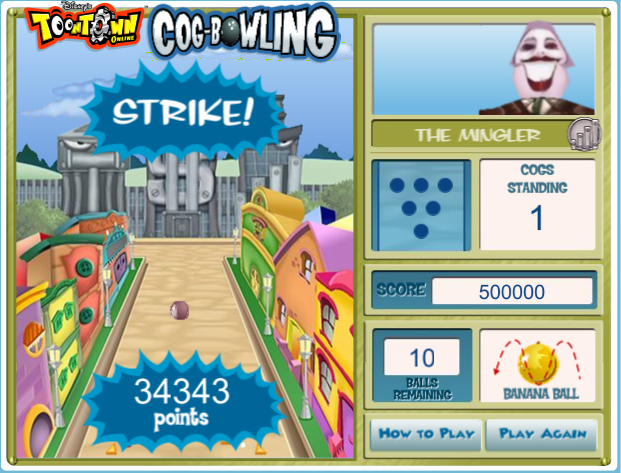 Disney's
TOONTOWN
ONLINE
COG-BOWLING
STRIKE!
THE MINGLER
COGS
STANDING
1
SCORE 500000
10
BALLS
REMAINING
BANANA BALL
34343
points
HOW TO PLAY
PLAY AGAIN